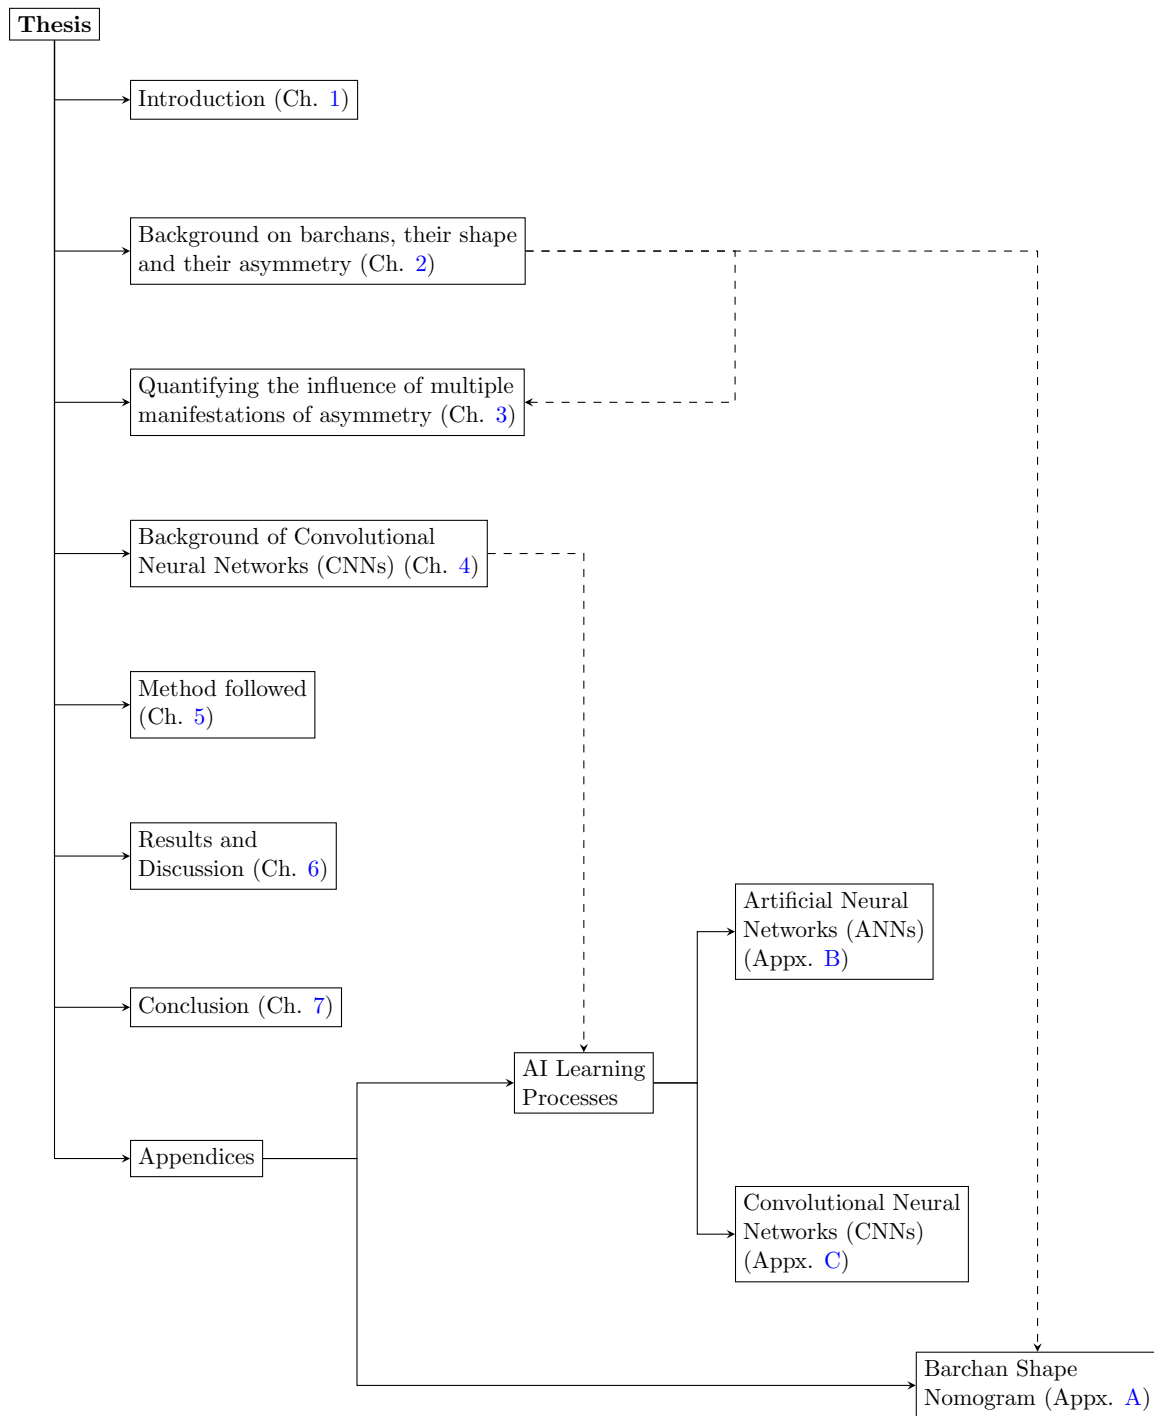 Thesis
Introduction (Ch. 1)
Background on barchans, their shape
and their asymmetry (Ch. 2)
Quantifying the influence of multiple
manifestations of asymmetry (Ch. 3)
Background of Convolutional
Neural Networks (CNNs) (Ch. 4)
Method followed
(Ch. 5)
Results and
Discussion (Ch. 6)
Conclusion (Ch. 7)
Appendices
AI Learning
Processes
Artificial Neural
Networks (ANNs)
(Appx. B)
Convolutional Neural
Networks (CNNs)
(Appx. C)
Barchan Shape
Nomogram (Appx. A)